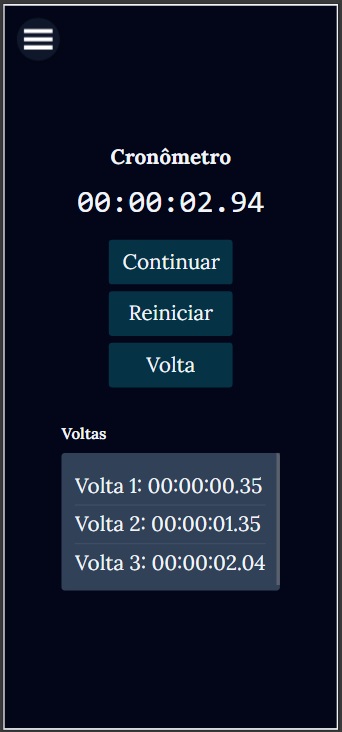 Cronômetro
00:00:02.94
Continuar
Reiniciar
Volta
Voltas
Volta 1: 00:00:00.35
Volta 2: 00:00:01.35
Volta 3: 00:00:02.04